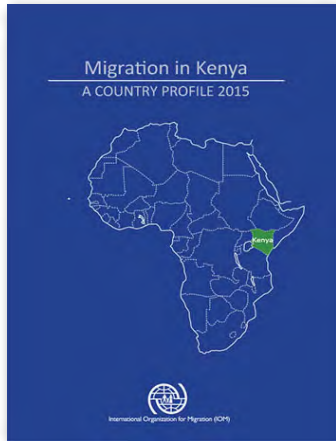 Migration in Kenya
A COUNTRY PROFILE 2015
Kenya
International Organization for Migration (IOM)